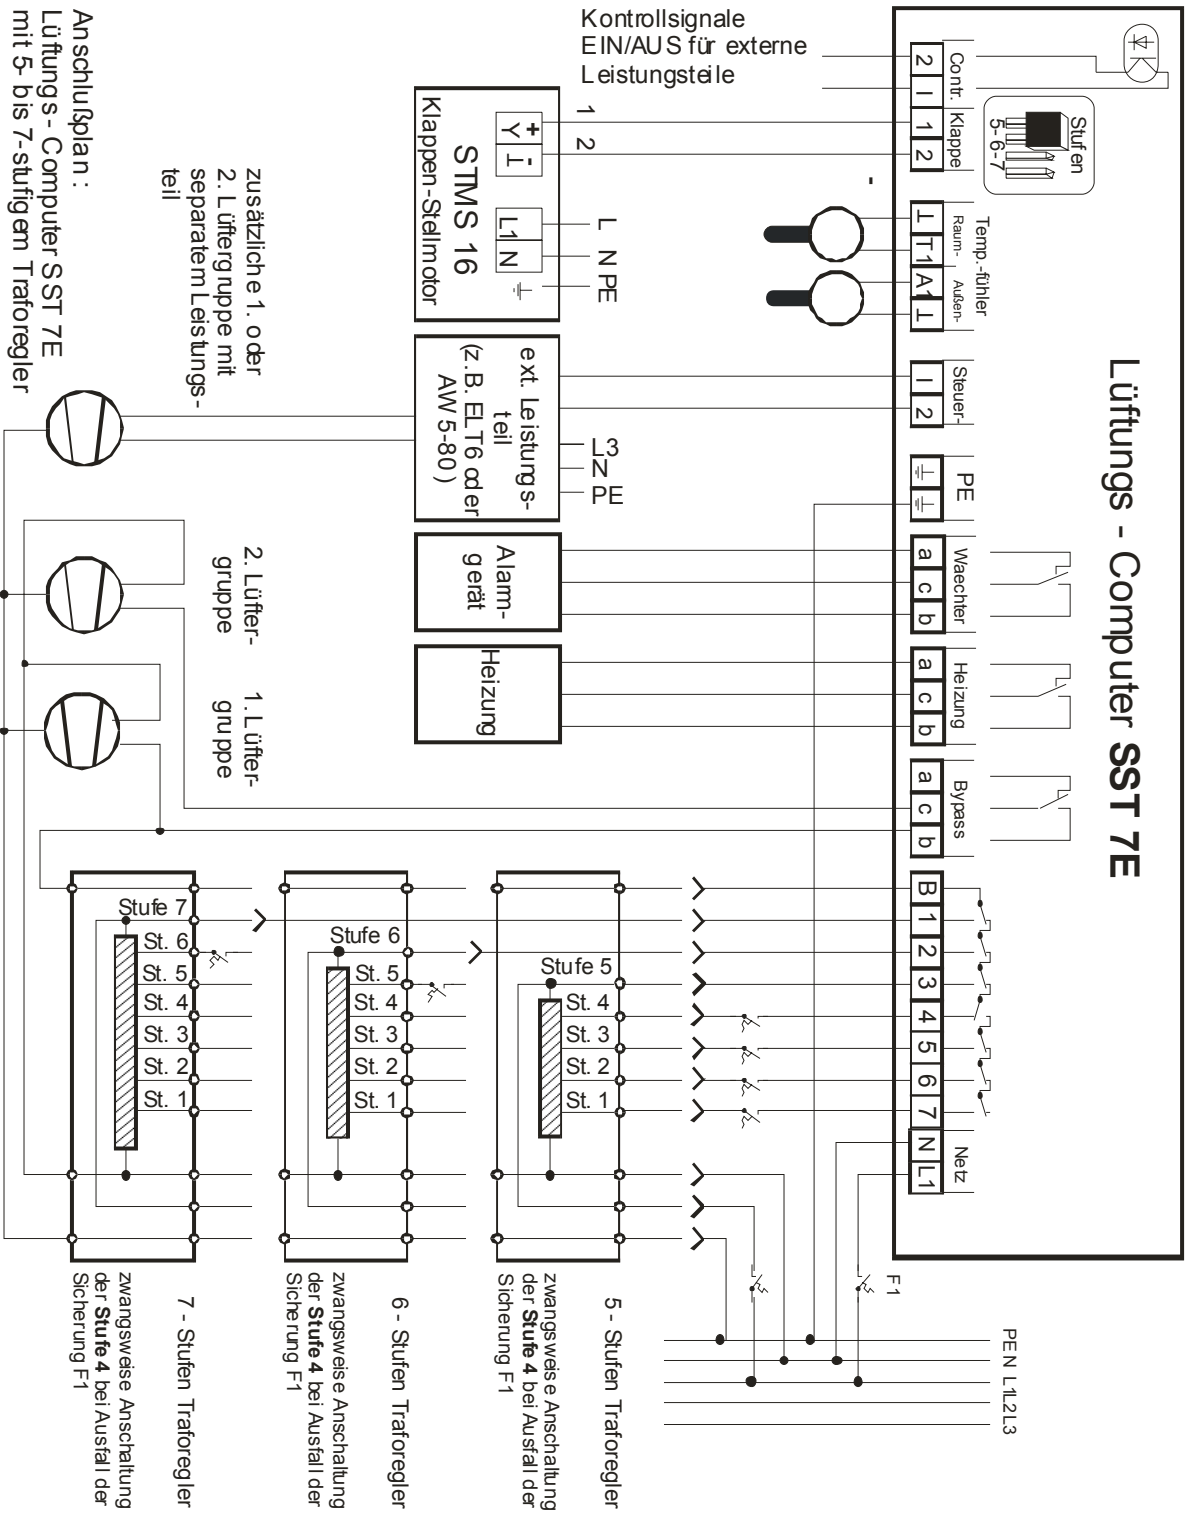 Anschlußplan :
Lüftungs - Computer SST 7E
mit 5- bis 7-stufigem Traforegler
Lüftungs - Computer SST 7E
Kontrollsignale
EIN/AUS für externe
Leistungsteile
Stufen
5-6-7
Contr.
2
I
Klappe
1
2
Temp.-fühler
Raum-
Außen-
⊥
T1
A1
⊥
Steuer-
I
2
PE
Waechter
a
c
b
Heizung
a
c
b
Bypass
a
c
b
B
1
2
3
4
5
6
7
Netz
N
L1
1
2
+
Y
-
⊥
STMS 16
Klappen-Stellmotor
L1
N
L
N
PE
-
ext. Leistungs-
teil
(z.B. ELT6 oder
AW5-80)
L3
N
PE
Alarm-
gerät
Heizung
zusätzliche 1. oder
2. Lüftergruppe mit
separatem Leistungs-
teil
2. Lüfter-
gruppe
1. Lüfter-
gruppe
Stufe 7
St. 6
St. 5
St. 4
St. 3
St. 2
St. 1
Stufe 6
St. 5
St. 4
St. 3
St. 2
St. 1
Stufe 5
St. 4
St. 3
St. 2
St. 1
F1
PE N L1 L2 L3
5 - Stufen Traforegler
zwangsweise Anschaltung
der Stufe 4 bei Ausfall der
Sicherung F1
6 - Stufen Traforegler
zwangsweise Anschaltung
der Stufe 4 bei Ausfall der
Sicherung F1
7 - Stufen Traforegler
zwangsweise Anschaltung
der Stufe 4 bei Ausfall der
Sicherung F1